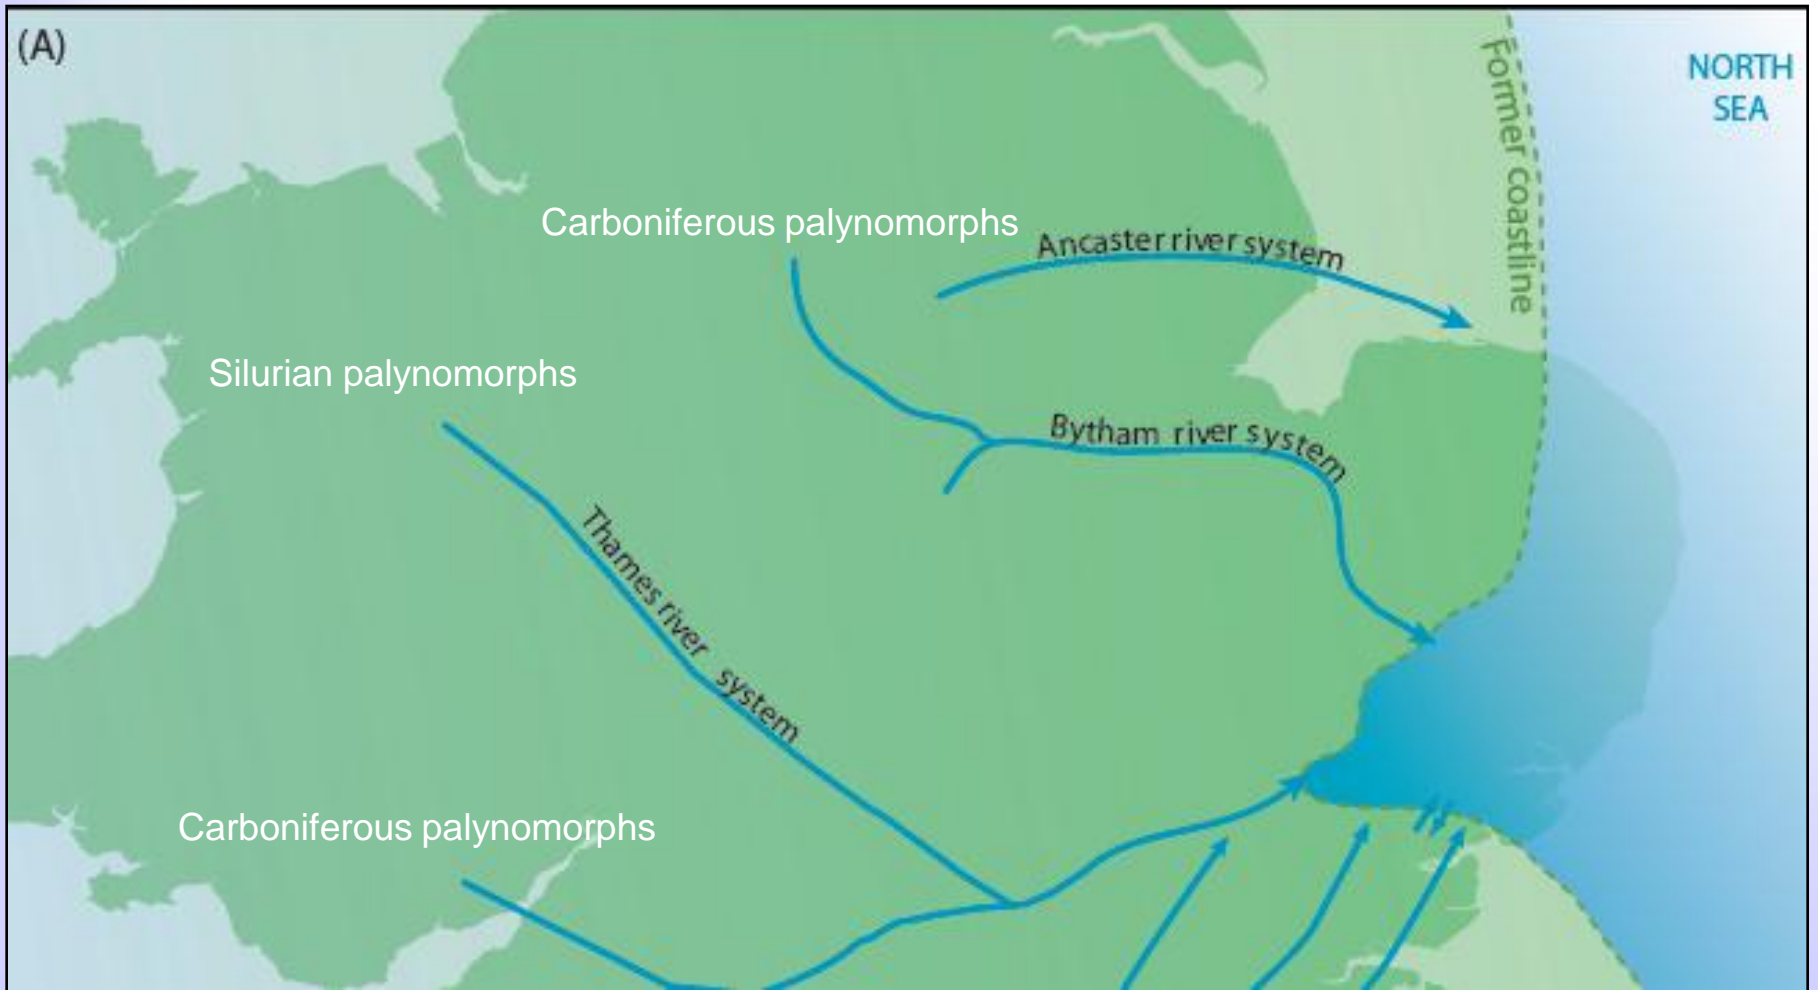 (A)
NORTH
SEA
Former coastline
Carboniferous palynomorphs
Ancaster river system
Silurian palynomorphs
Bytham river system
Thames river system
Carboniferous palynomorphs